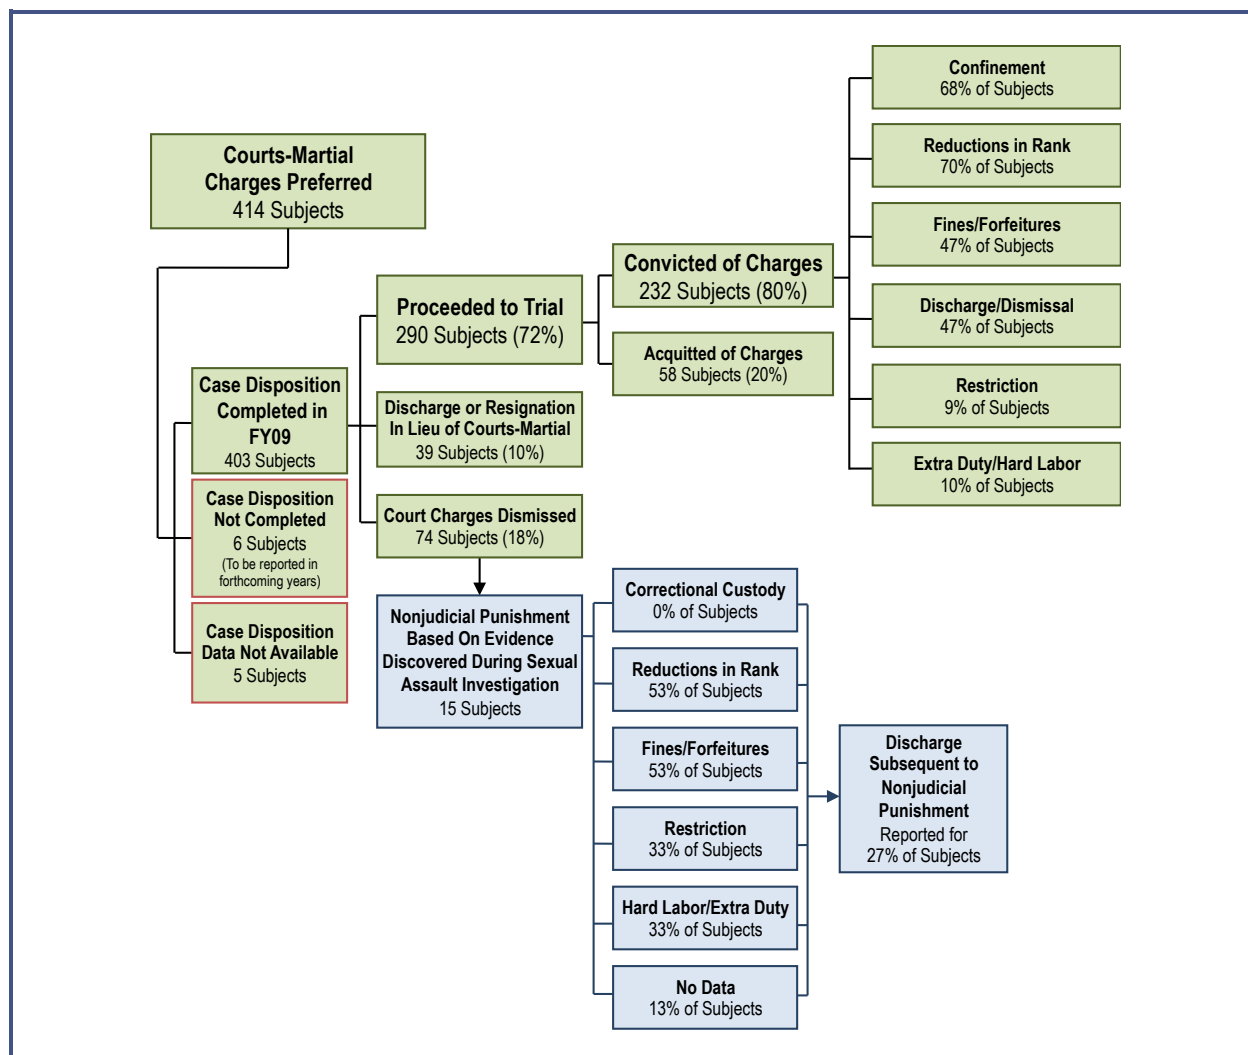 Courts-Martial
Charges Preferred
414 Subjects
Case Disposition
Completed in
FY09
403 Subjects
Case Disposition
Not Completed
6 Subjects
(To be reported in
forthcoming years)
Case Disposition
Data Not Available
5 Subjects
Proceeded to Trial
290 Subjects (72%)
Discharge or Resignation
In Lieu of Courts-Martial
39 Subjects (10%)
Court Charges Dismissed
74 Subjects (18%)
Nonjudicial Punishment
Based On Evidence
Discovered During Sexual
Assault Investigation
15 Subjects
Convicted of Charges
232 Subjects (80%)
Acquitted of Charges
58 Subjects (20%)
Confinement
68% of Subjects
Reductions in Rank
70% of Subjects
Fines/Forfeitures
47% of Subjects
Discharge/Dismissal
47% of Subjects
Restriction
9% of Subjects
Extra Duty/Hard Labor
10% of Subjects
Correctional Custody
0% of Subjects
Reductions in Rank
53% of Subjects
Fines/Forfeitures
53% of Subjects
Restriction
33% of Subjects
Hard Labor/Extra Duty
33% of Subjects
No Data
13% of Subjects
Discharge
Subsequent to
Nonjudicial
Punishment
Reported for
27% of Subjects